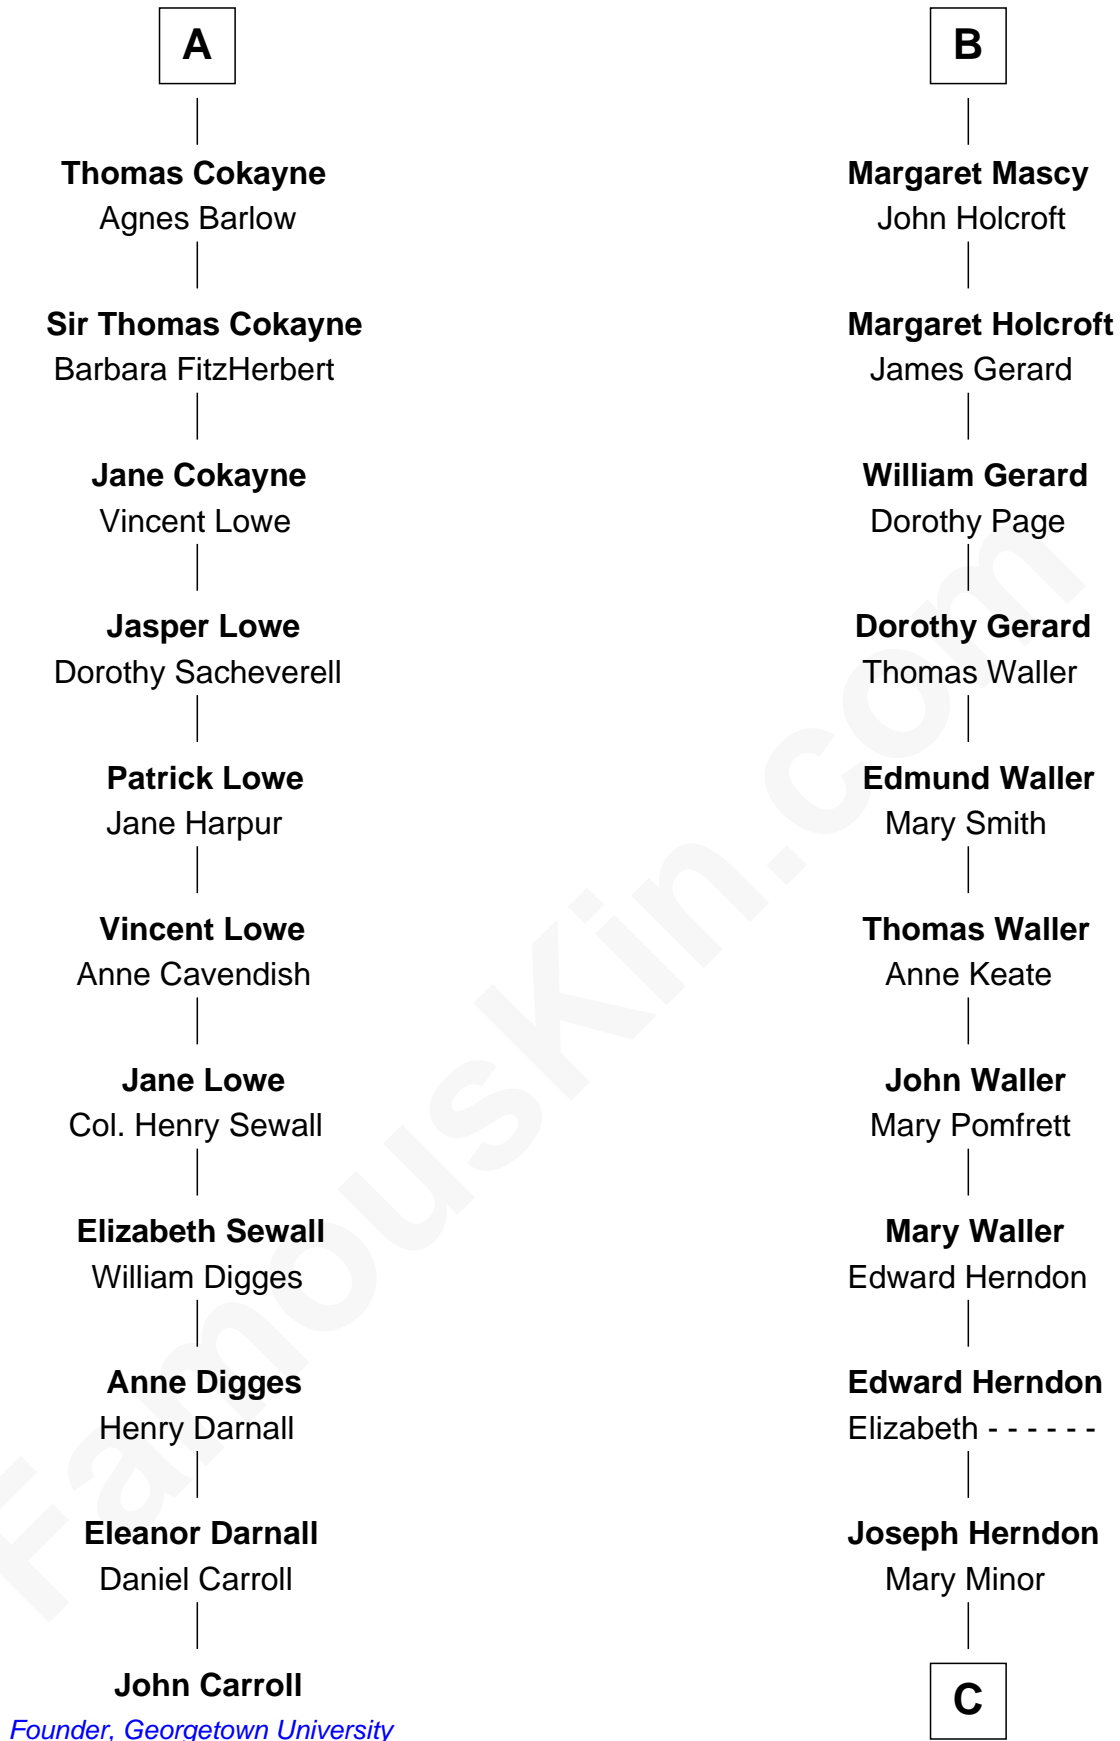 A
Thomas Cokayne
Agnes Barlow
Sir Thomas Cokayne
Barbara FitzHerbert
Jane Cokayne
Vincent Lowe
Jasper Lowe
Dorothy Sacheverell
Patrick Lowe
Jane Harpur
Vincent Lowe
Anne Cavendish
Jane Lowe
Col. Henry Sewall
Elizabeth Sewall
William Digges
Anne Digges
Henry Darnall
Eleanor Darnall
Daniel Carroll
John Carroll
Founder, Georgetown University
B
Margaret Mascy
John Holcroft
Margaret Holcroft
James Gerard
William Gerard
Dorothy Page
Dorothy Gerard
Thomas Waller
Edmund Waller
Mary Smith
Thomas Waller
Anne Keate
John Waller
Mary Pomfrett
Mary Waller
Edward Herndon
Edward Herndon
Elizabeth - - - - - -
Joseph Herndon
Mary Minor
C
FamousKin.com